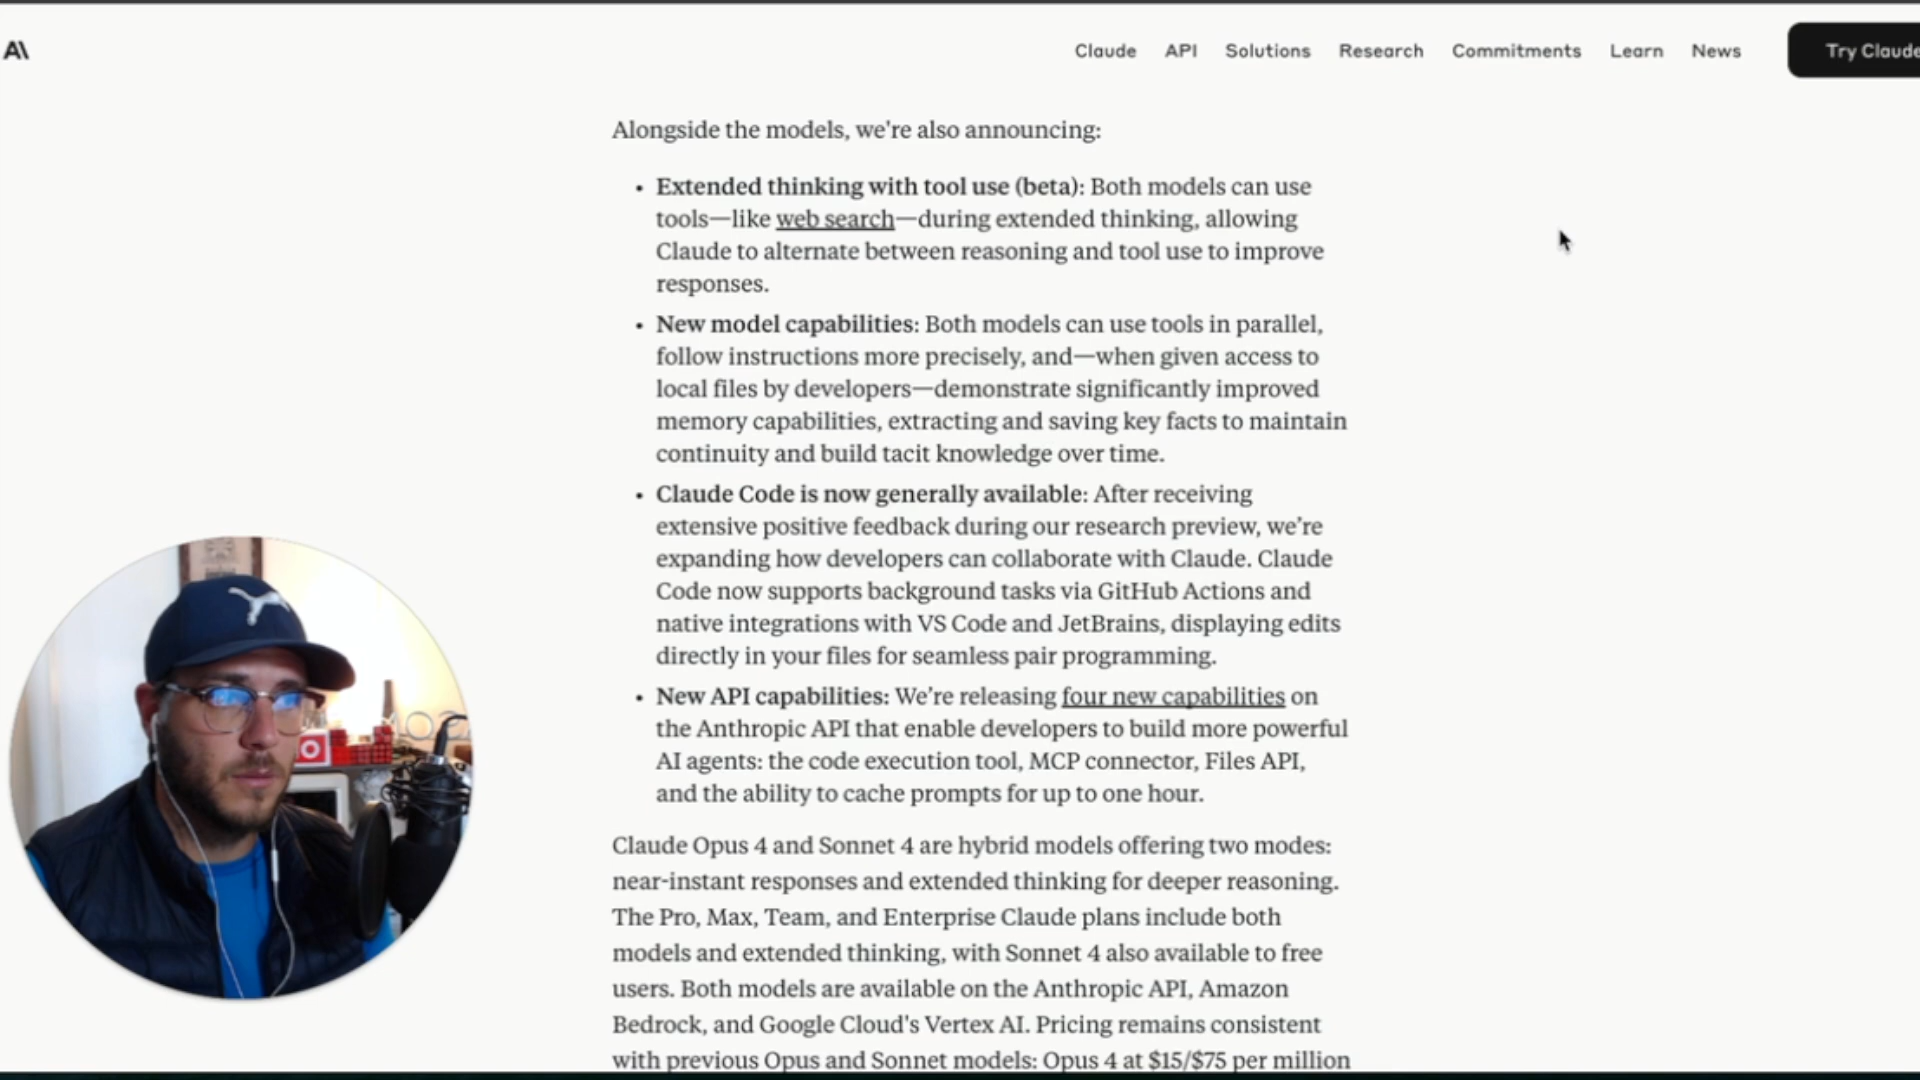 A\
Claude API Solutions Research Commitments Learn News Try Claude
Alongside the models, we're also announcing:
• Extended thinking with tool use (beta): Both models can use
tools—like web search—during extended thinking, allowing
Claude to alternate between reasoning and tool use to improve
responses.
• New model capabilities: Both models can use tools in parallel,
follow instructions more precisely, and—when given access to
local files by developers—demonstrate significantly improved
memory capabilities, extracting and saving key facts to maintain
continuity and build tacit knowledge over time.
• Claude Code is now generally available: After receiving
extensive positive feedback during our research preview, we’re
expanding how developers can collaborate with Claude. Claude
Code now supports background tasks via GitHub Actions and
native integrations with VS Code and JetBrains, displaying edits
directly in your files for seamless pair programming.
• New API capabilities: We’re releasing four new capabilities on
the Anthropic API that enable developers to build more powerful
AI agents: the code execution tool, MCP connector, Files API,
and the ability to cache prompts for up to one hour.
Claude Opus 4 and Sonnet 4 are hybrid models offering two modes:
near-instant responses and extended thinking for deeper reasoning.
The Pro, Max, Team, and Enterprise Claude plans include both
models and extended thinking, with Sonnet 4 also available to free
users. Both models are available on the Anthropic API, Amazon
Bedrock, and Google Cloud's Vertex AI. Pricing remains consistent
with previous Opus and Sonnet models: Opus 4 at $15/$75 per million